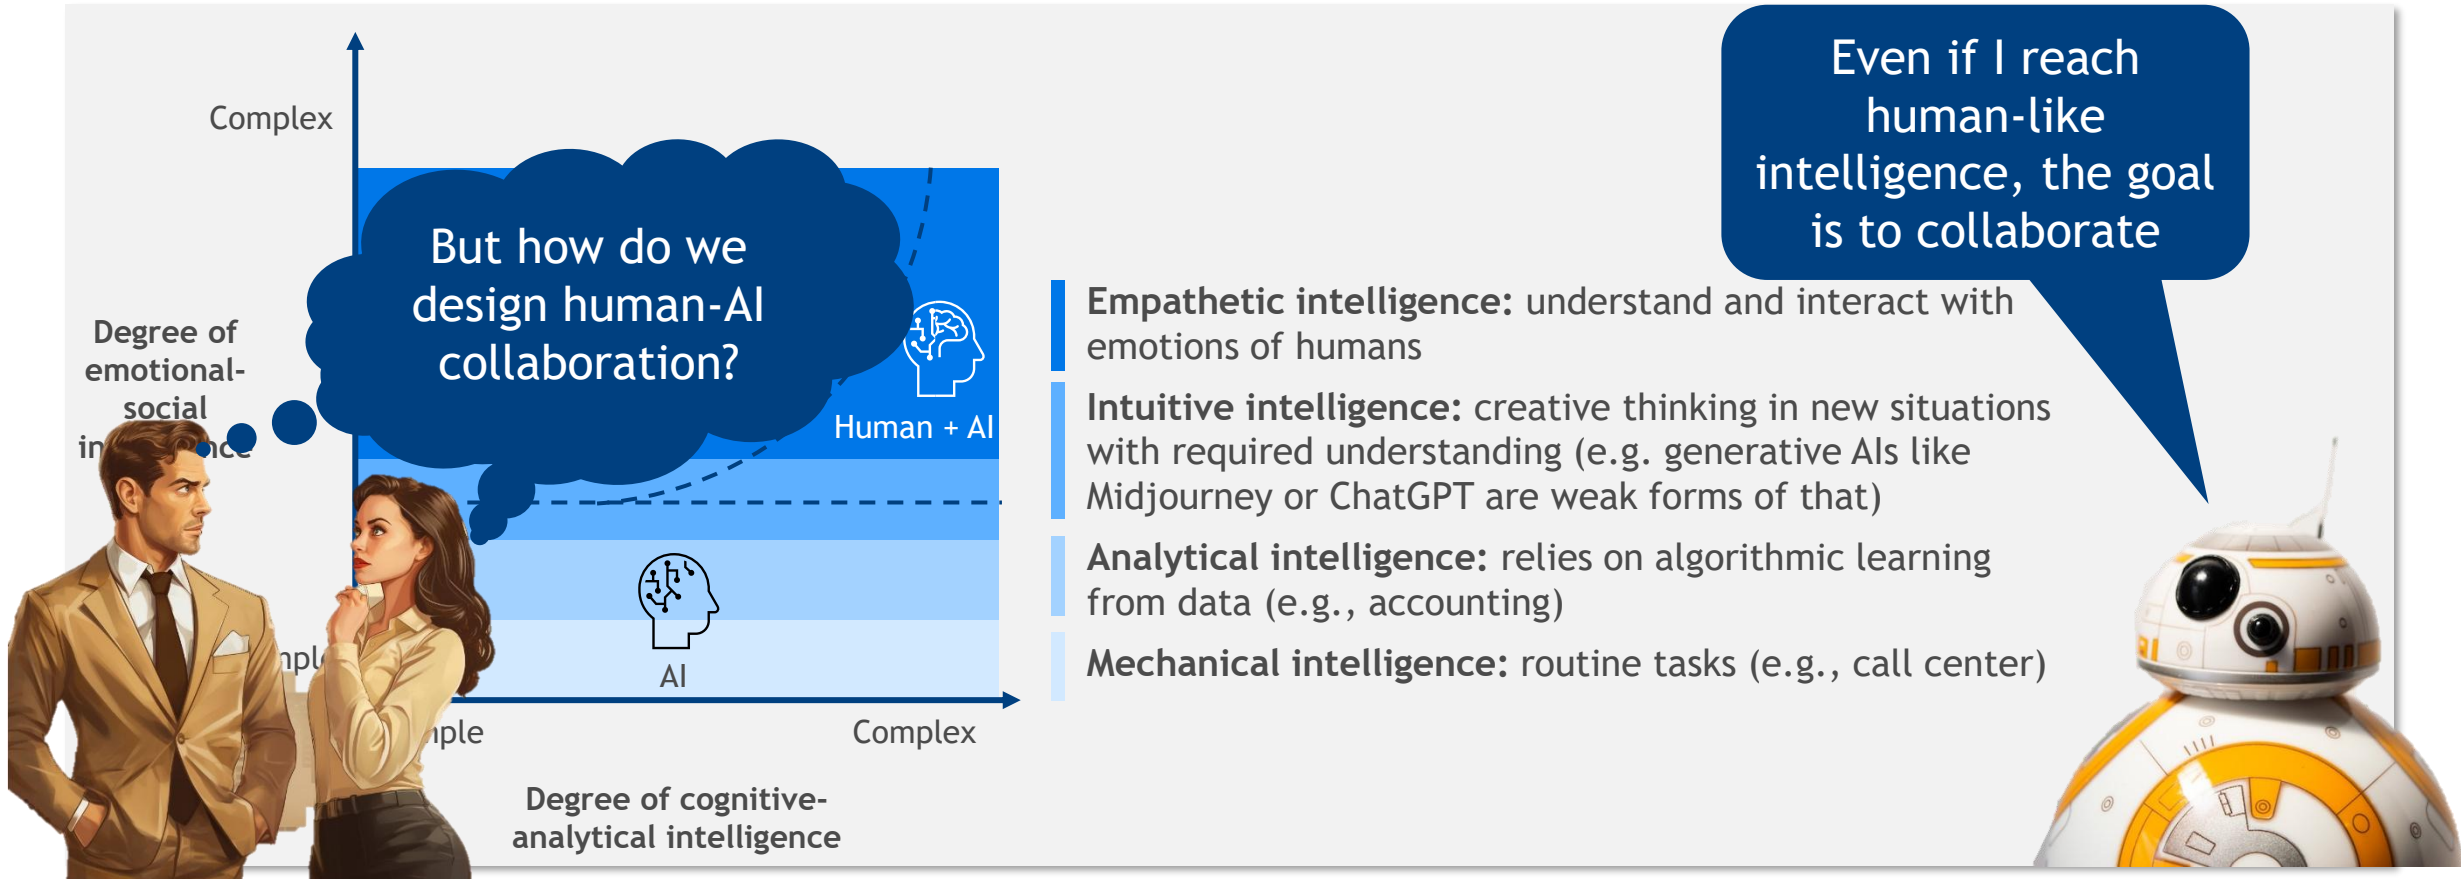 Complex
But how do we
design human-AI
collaboration?
Degree of
emotional-
social
Human + AI
AI
Complex
Degree of cognitive-
analytical intelligence
Even if I reach
human-like
intelligence, the goal
is to collaborate
Empathetic intelligence: understand and interact with
emotions of humans
Intuitive intelligence: creative thinking in new situations
with required understanding (e.g. generative AIs like
Midjourney or ChatGPT are weak forms of that)
Analytical intelligence: relies on algorithmic learning
from data (e.g., accounting)
Mechanical intelligence: routine tasks (e.g., call center)